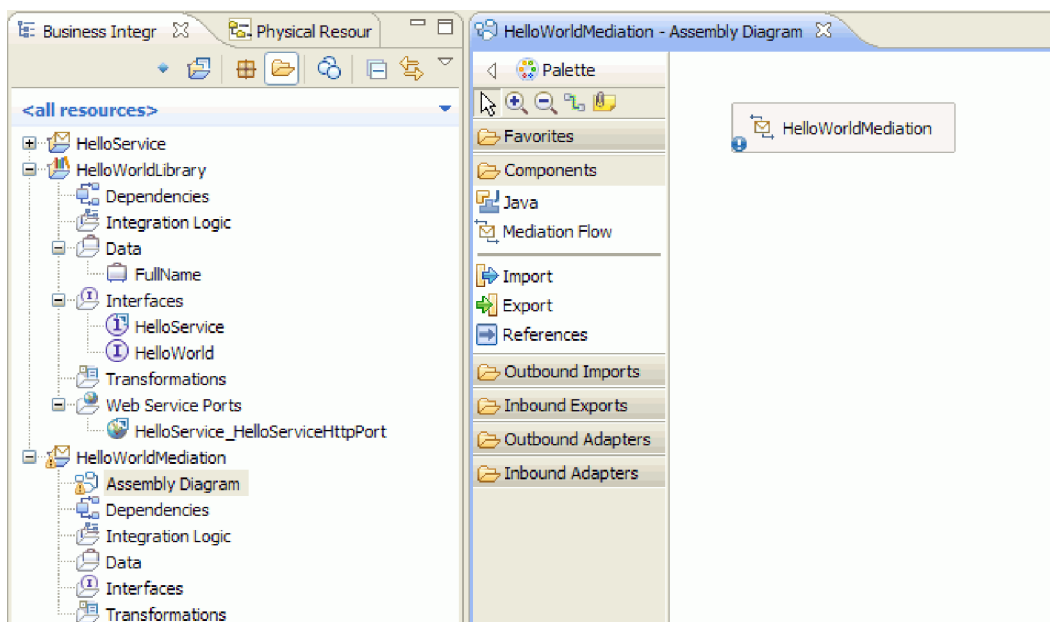 Business Integr
Physical Resour
<all resources>
HelloService
HelloWorldLibrary
Dependencies
Integration Logic
Data
FullName
Interfaces
HelloService
HelloWorld
Transformations
Web Service Ports
HelloService_HelloServiceHttpPort
HelloWorldMediation
Assembly Diagram
Dependencies
Integration Logic
Data
Interfaces
Transformations
HelloWorldMediation - Assembly Diagram
Palette
Favorites
Components
Java
Mediation Flow
Import
Export
References
Outbound Imports
Inbound Exports
Outbound Adapters
Inbound Adapters
HelloWorldMediation